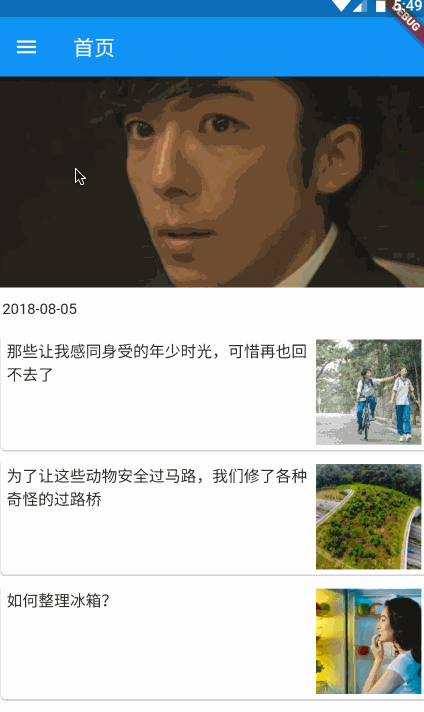 5:49
DEBUG
首页
2018-08-05
那些让我感同身受的年少时光，可惜再也回
不去了
为了让这些动物安全过马路，我们修了各种
奇怪的过路桥
如何整理冰箱？